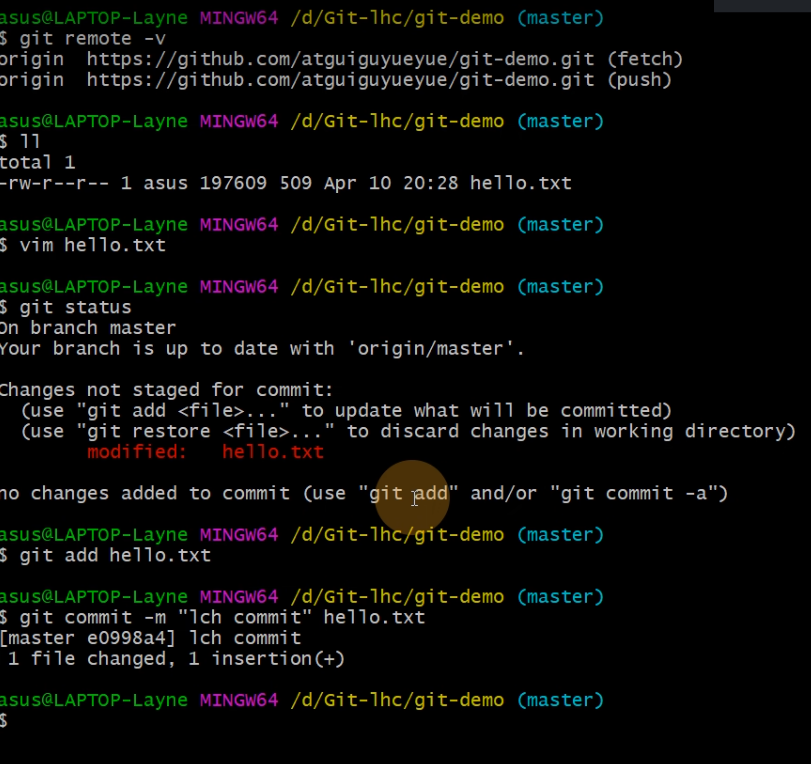 asus@LAPTOP-Layne MINGW64 /d/Git-lhc/git-demo (master)
$ git remote -v
origin  https://github.com/atguiguyueyue/git-demo.git (fetch)
origin  https://github.com/atguiguyueyue/git-demo.git (push)
asus@LAPTOP-Layne MINGW64 /d/Git-lhc/git-demo (master)
$ ll
total 1
-rw-r--r-- 1 asus 197609 509 Apr 10 20:28 hello.txt
asus@LAPTOP-Layne MINGW64 /d/Git-lhc/git-demo (master)
$ vim hello.txt
asus@LAPTOP-Layne MINGW64 /d/Git-lhc/git-demo (master)
$ git status
On branch master
Your branch is up to date with 'origin/master'.
Changes not staged for commit:
  (use "git add <file>..." to update what will be committed)
  (use "git restore <file>..." to discard changes in working directory)
        modified:   hello.txt
no changes added to commit (use "git add" and/or "git commit -a")
asus@LAPTOP-Layne MINGW64 /d/Git-lhc/git-demo (master)
$ git add hello.txt
asus@LAPTOP-Layne MINGW64 /d/Git-lhc/git-demo (master)
$ git commit -m "lch commit" hello.txt
[master e0998a4] lch commit
 1 file changed, 1 insertion(+)
asus@LAPTOP-Layne MINGW64 /d/Git-lhc/git-demo (master)
$